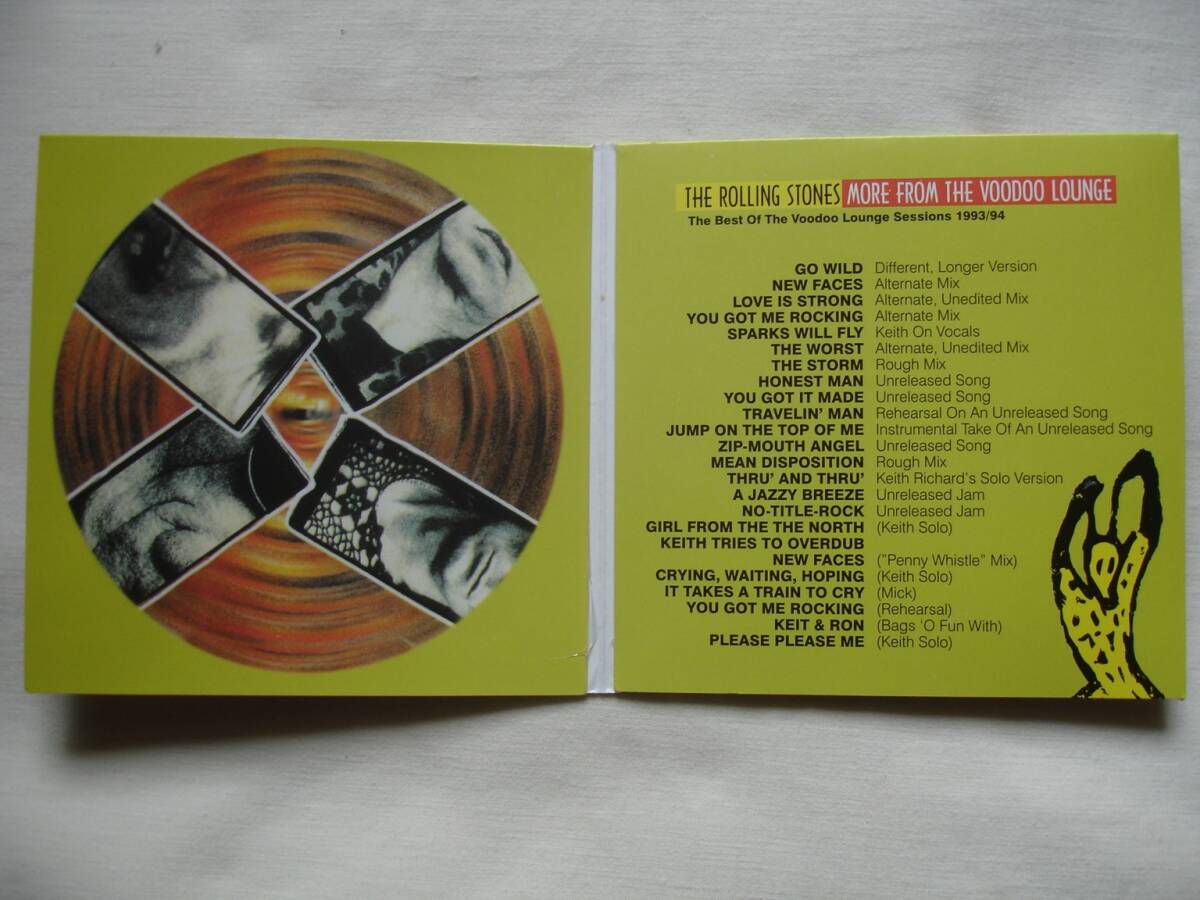 THE ROLLING STONES MORE FROM THE VOODOO LOUNGE
The Best Of The Voodoo Lounge Sessions 1993/94
GO WILD Different, Longer Version
NEW FACES Alternate Mix
LOVE IS STRONG Alternate, Unedited Mix
YOU GOT ME ROCKING Alternate Mix
SPARKS WILL FLY Keith On Vocals
THE WORST Alternate, Unedited Mix
THE STORM Rough Mix
HONEST MAN Unreleased Song
YOU GOT IT MADE Unreleased Song
TRAVELIN' MAN Rehearsal On An Unreleased Song
JUMP ON THE TOP OF ME Instrumental Take Of An Unreleased Song
ZIP-MOUTH ANGEL Unreleased Song
MEAN DISPOSITION Rough Mix
THRU' AND THRU' Keith Richard's Solo Version
A JAZZY BREEZE Unreleased Jam
NO-TITLE-ROCK Unreleased Jam
GIRL FROM THE THE NORTH (Keith Solo)
KEITH TRIES TO OVERDUB
NEW FACES ("Penny Whistle" Mix)
CRYING, WAITING, HOPING (Keith Solo)
IT TAKES A TRAIN TO CRY (Mick)
YOU GOT ME ROCKING (Rehearsal)
KEIT & RON (Bags 'O Fun With)
PLEASE PLEASE ME (Keith Solo)